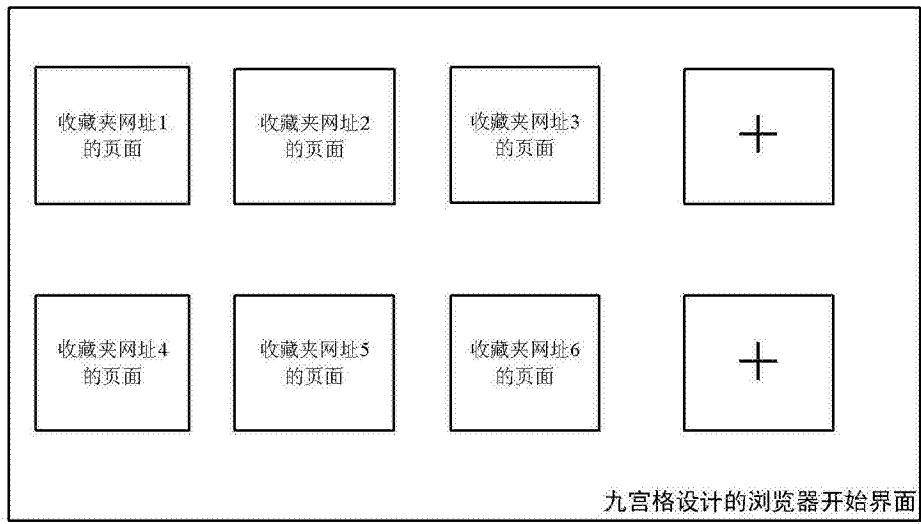 收藏夹网址1
的页面
收藏夹网址2
的页面
收藏夹网址3
的页面
+
收藏夹网址4
的页面
收藏夹网址5
的页面
收藏夹网址6
的页面
+
九宫格设计的浏览器开始界面